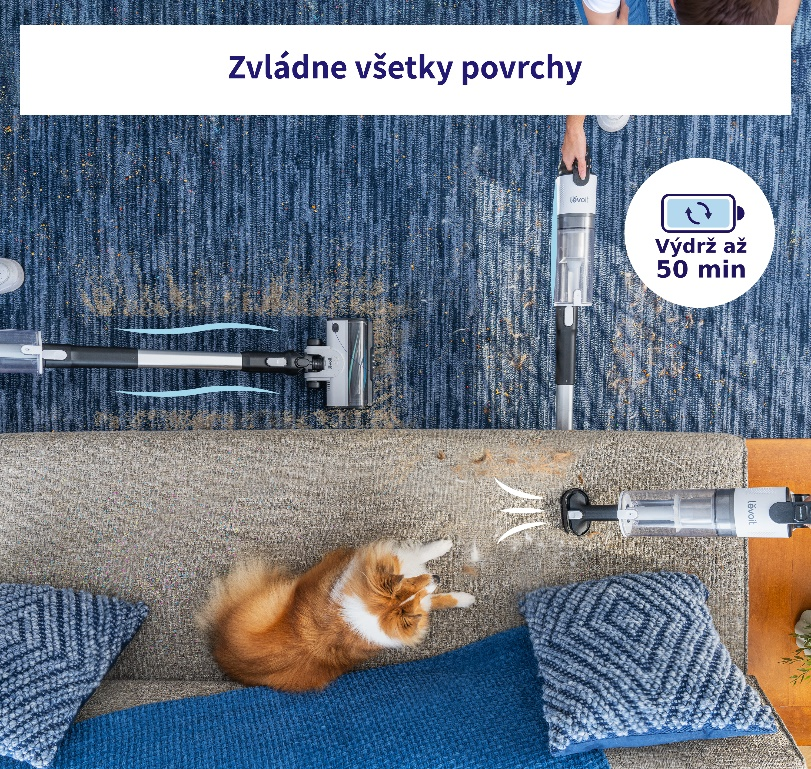 Zvládne všetky povrchy
levoit
Výdrž až
50 min
levoit